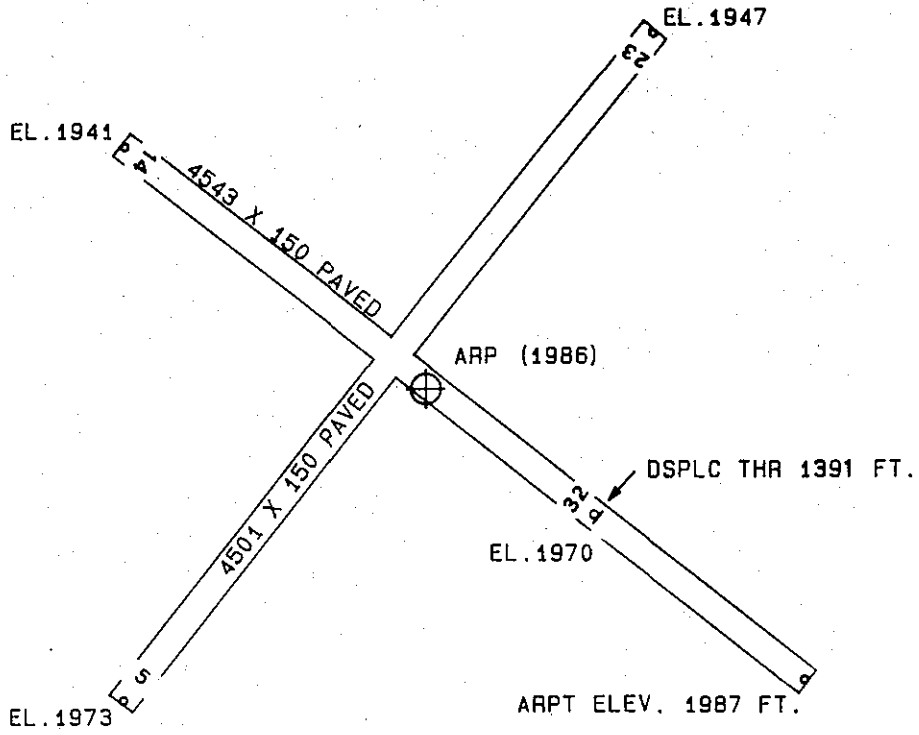 EL.1947
23
EL.1941
14
4543 X 150 PAVED
ARP (1986)
4501 X 150 PAVED
DSPLC THR 1391 FT.
32
EL.1970
5
ARPT ELEV. 1987 FT.
EL.1973